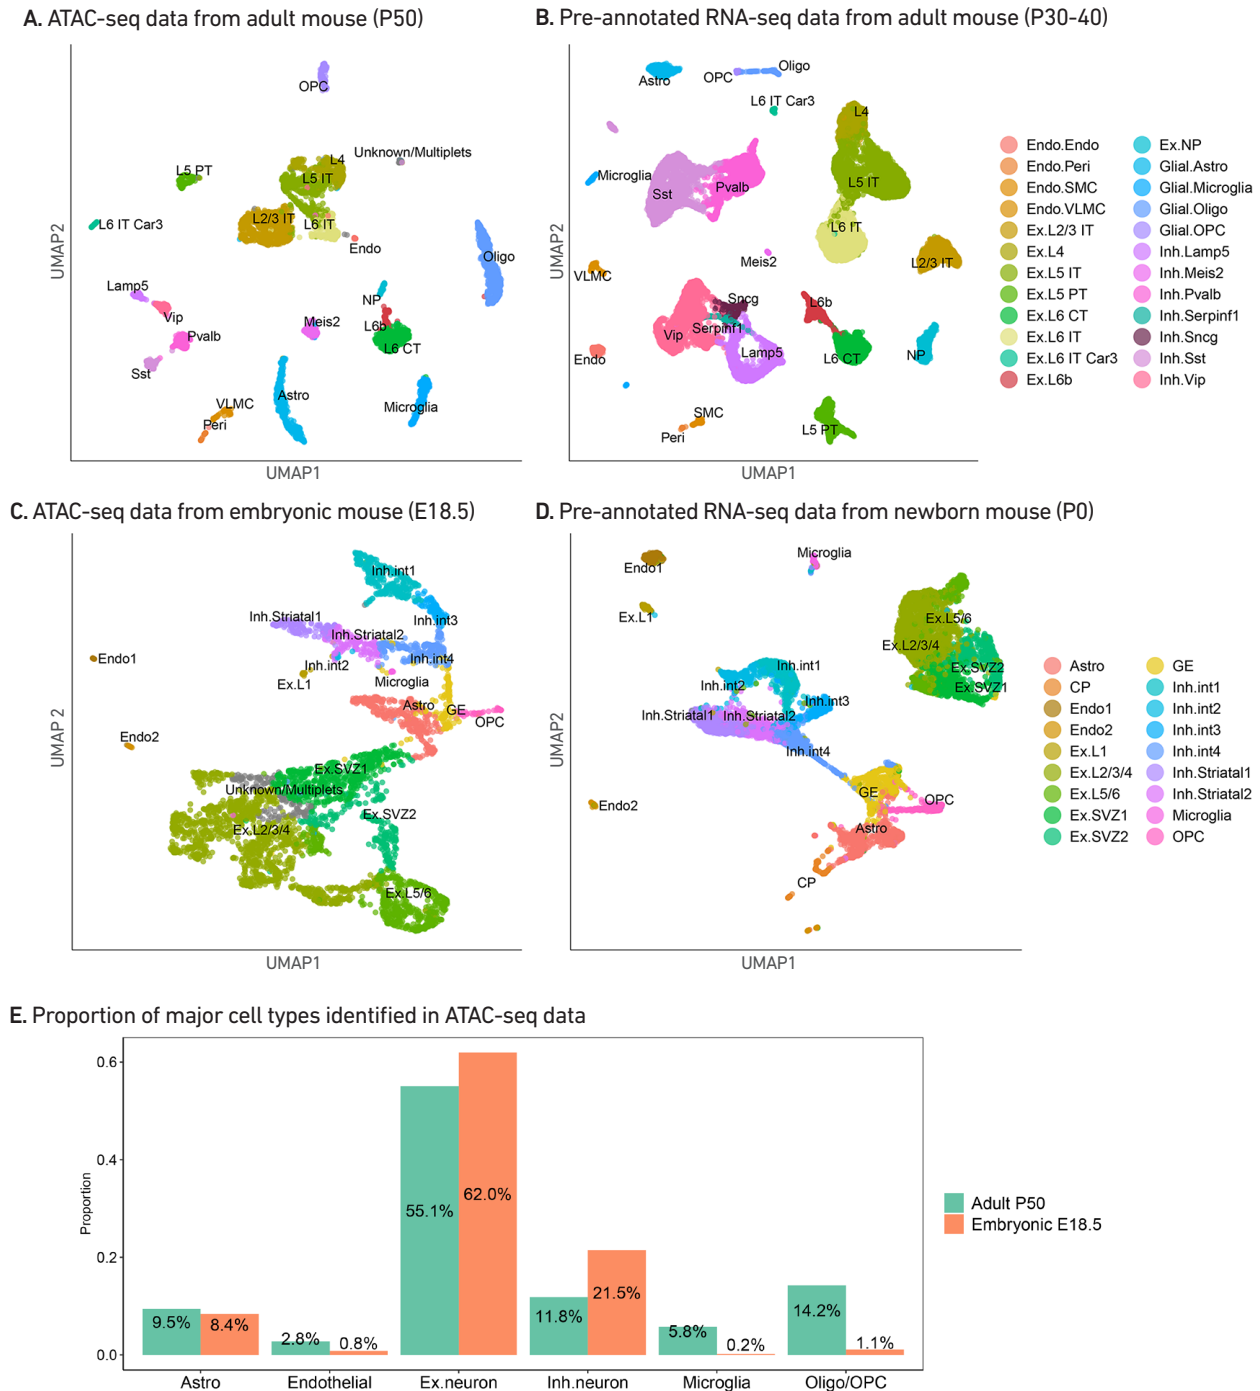 A. ATAC-seq data from adult mouse (P50)
OPC
Unknown/Multiplets
L4
L5 PT
L5 IT
L6 IT Car3
L2/3 IT
L6 IT
Endo
Oligo
Lamp5
NP
Vip
Meis2
L6b
Pvalb
L6 CT
Sst
Astro
VLMC
Microglia
Peri
UMAP2
UMAP1
B. Pre-annotated RNA-seq data from adult mouse (P30-40)
Astro
OPC
Oligo
L6 IT Car3
L4
Microglia
Sst
Pvalb
L5 IT
L6 IT
Meis2
L2/3 IT
VLMC
Sncg
L6b
Serpinf1
Vip
Lamp5
L6 CT
NP
Endo
SMC
Peri
L5 PT
UMAP2
UMAP1
Endo.Endo
Endo.Peri
Endo.SMC
Endo.VLMC
Ex.L2/3 IT
Ex.L4
Ex.L5 IT
Ex.L5 PT
Ex.L6 CT
Ex.L6 IT
Ex.L6 IT Car3
Ex.L6b
Ex.NP
Glial.Astro
Glial.Microglia
Glial.Oligo
Glial.OPC
Inh.Lamp5
Inh.Meis2
Inh.Pvalb
Inh.Serpinf1
Inh.Sncg
Inh.Sst
Inh.Vip
C. ATAC-seq data from embryonic mouse (E18.5)
Inh.int1
Inh.Striatal1
Inh.int3
Inh.Striatal2
Endo1
Inh.int2
Inh.int4
Ex.L1
Microglia
Astro
GE
OPC
Endo2
Ex.SVZ1
Unknown/Multiplets
Ex.SVZ2
Ex.L2/3/4
Ex.L5/6
UMAP 2
UMAP1
D. Pre-annotated RNA-seq data from newborn mouse (P0)
Endo1
Microglia
Ex.L1
Ex.L5/6
Ex.L2/3/4
Ex.SVZ2
Ex.SVZ1
Inh.int1
Inh.int2
Inh.int3
Inh.Striatal1
Inh.Striatal2
Inh.int4
GE
OPC
Endo2
Astro
CP
UMAP2
UMAP1
Astro
CP
Endo1
Endo2
Ex.L1
Ex.L2/3/4
Ex.L5/6
Ex.SVZ1
Ex.SVZ2
GE
Inh.int1
Inh.int2
Inh.int3
Inh.int4
Inh.Striatal1
Inh.Striatal2
Microglia
OPC
E. Proportion of major cell types identified in ATAC-seq data
Proportion
0.6
0.4
0.2
0.0
9.5%
8.4%
2.8%
0.8%
55.1%
62.0%
11.8%
21.5%
5.8%
0.2%
14.2%
1.1%
Astro
Endothelial
Ex.neuron
Inh.neuron
Microglia
Oligo/OPC
Adult P50
Embryonic E18.5